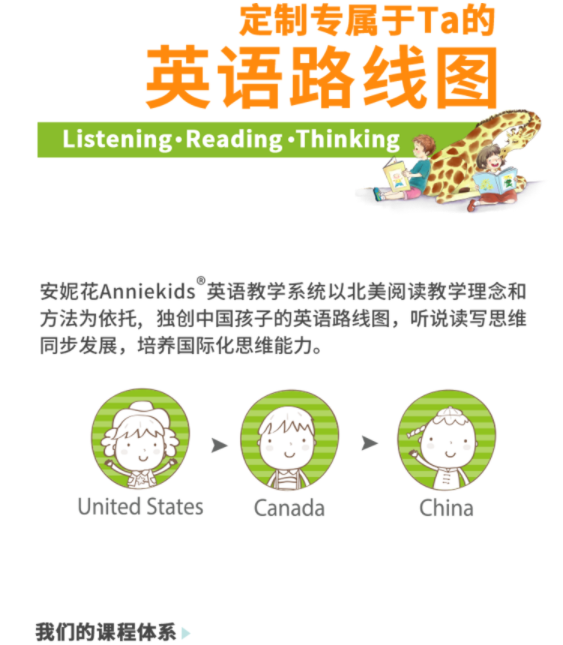 定制专属于Ta的
英语路线图
Listening•Reading•Thinking
安妮花Anniekids®英语教学系统以北美阅读教学理念和
方法为依托，独创中国孩子的英语路线图，听说读写思维
同步发展，培养国际化思维能力。
United States
Canada
China
我们的课程体系